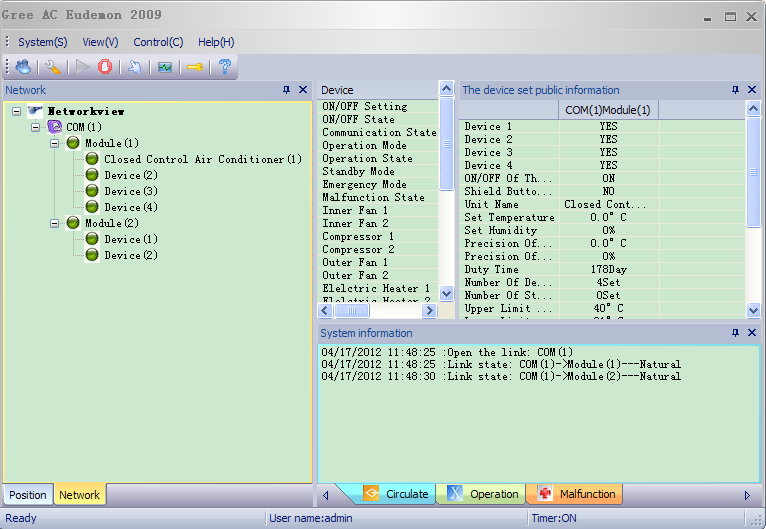 Gree AC Eudemon 2009
System(S) View(V) Control(C) Help(H)
Network
Networkview
COM(1)
Module(1)
Closed Control Air Conditioner(1)
Device(2)
Device(3)
Device(4)
Module(2)
Device(1)
Device(2)
Position Network
Device
ON/OFF Setting
ON/OFF State
Communication State
Operation Mode
Operation State
Standby Mode
Emergency Mode
Malfunction State
Inner Fan 1
Inner Fan 2
Compressor 1
Compressor 2
Outer Fan 1
Outer Fan 2
Elelctric Heater 1
Elelctric Heater 2
The device set public information
COM(1)Module(1)
Device 1 YES
Device 2 YES
Device 3 YES
Device 4 YES
ON/OFF Of Th... ON
Shield Butto... NO
Unit Name Closed Cont...
Set Temperature 0.0° C
Set Humidity 0%
Precision Of... 0.0° C
Precision Of... 0%
Duty Time 178Day
Number Of De... 4Set
Number Of St... 0Set
Upper Limit ... 40° C
System information
04/17/2012 11:48:25 :Open the link: COM(1)
04/17/2012 11:48:25 :Link state: COM(1)->Module(1)---Natural
04/17/2012 11:48:30 :Link state: COM(1)->Module(2)---Natural
Circulate Operation Malfunction
Ready User name:admin Timer:ON